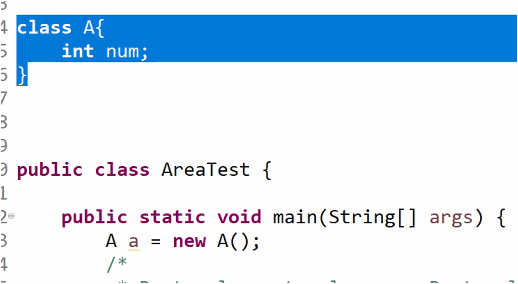 3
4 class A{
5 int num;
6 }
7
8
9
0 public class AreaTest {
1
2 public static void main(String[] args) {
3 A a = new A();
4 /*